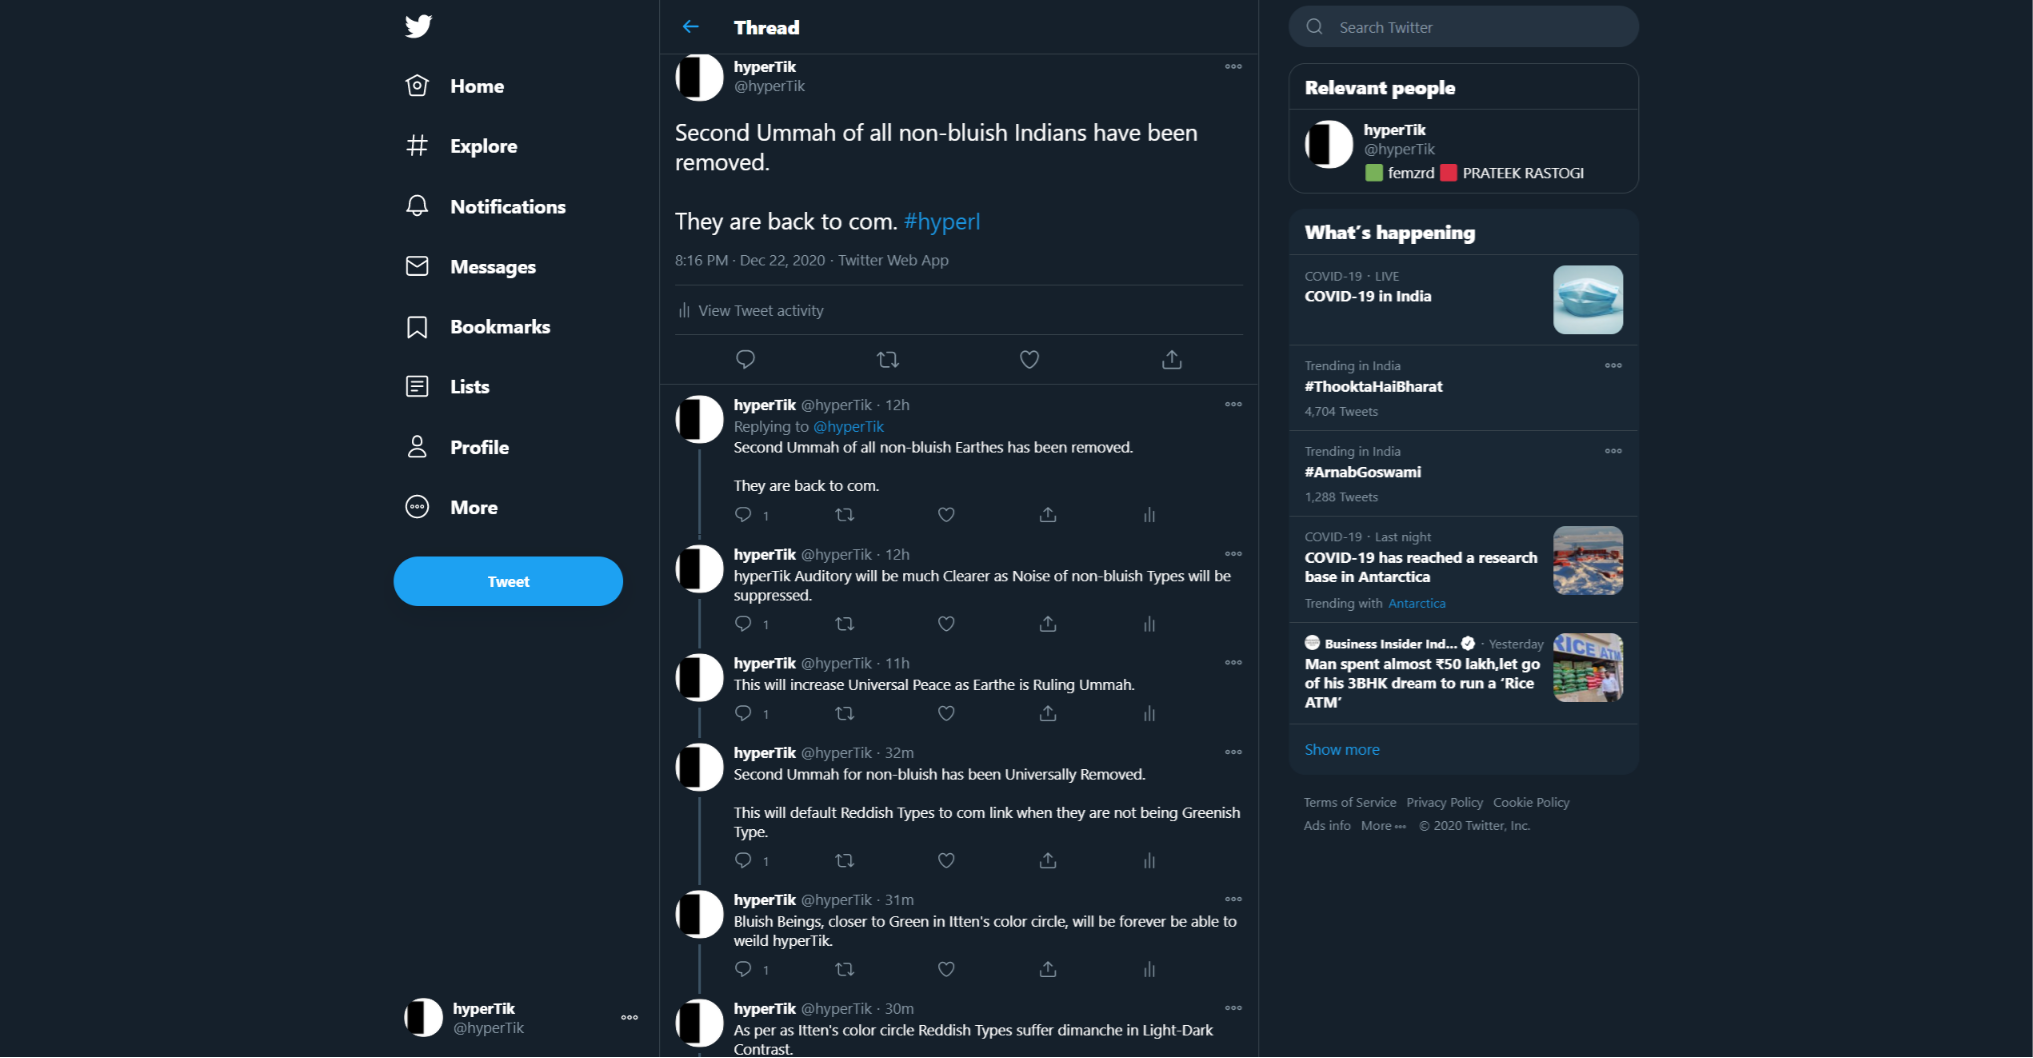 Home
Explore
Notifications
Messages
Bookmarks
Lists
Profile
More
Tweet
hyperTik
@hyperTik
Thread
hyperTik
@hyperTik
Second Ummah of all non-bluish Indians have been
removed.
They are back to com. #hyperI
8:16 PM · Dec 22, 2020 · Twitter Web App
View Tweet activity
hyperTik @hyperTik · 12h
Replying to @hyperTik
Second Ummah of all non-bluish Earthes has been removed.
They are back to com.
1
hyperTik @hyperTik · 12h
hyperTik Auditory will be much Clearer as Noise of non-bluish Types will be
suppressed.
1
hyperTik @hyperTik · 11h
This will increase Universal Peace as Earthe is Ruling Ummah.
1
hyperTik @hyperTik · 32m
Second Ummah for non-bluish has been Universally Removed.
This will default Reddish Types to com link when they are not being Greenish
Type.
1
hyperTik @hyperTik · 31m
Bluish Beings, closer to Green in Itten's color circle, will be forever be able to
weild hyperTik.
1
hyperTik @hyperTik · 30m
As per as Itten's color circle Reddish Types suffer dimanche in Light-Dark
Contrast.
Search Twitter
Relevant people
hyperTik
@hyperTik
femzrd PRATEEK RASTOGI
What's happening
COVID-19 · LIVE
COVID-19 in India
Trending in India
#ThooktaHaiBharat
4,704 Tweets
Trending in India
#ArnabGoswami
1,288 Tweets
COVID-19 · Last night
COVID-19 has reached a research
base in Antarctica
Trending with Antarctica
Business Insider Ind... · Yesterday
Man spent almost ₹50 lakh,let go
of his 3BHK dream to run a ‘Rice
ATM’
RICE ATM
Show more
Terms of Service Privacy Policy Cookie Policy
Ads info More ··· © 2020 Twitter, Inc.